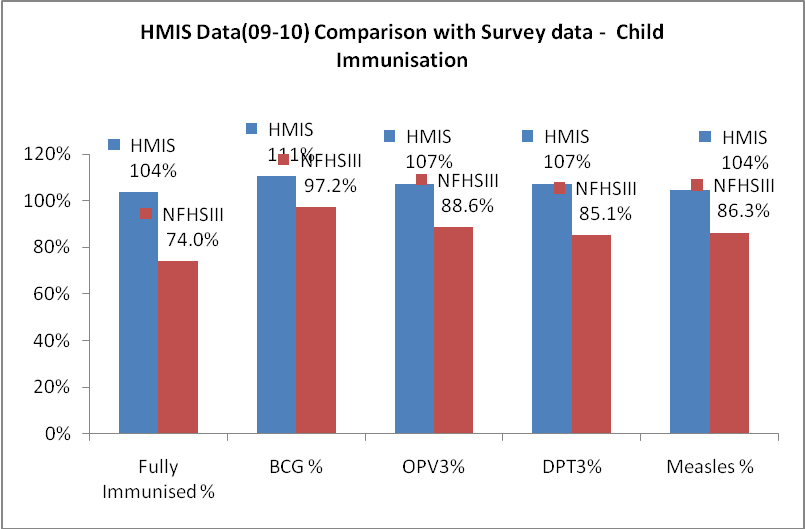 HMIS Data(09-10) Comparison with Survey data - Child
Immunisation
HMIS
104%
NFHSIII
74.0%
HMIS
111%
NFHSIII
97.2%
HMIS
107%
NFHSIII
88.6%
HMIS
107%
NFHSIII
85.1%
HMIS
104%
NFHSIII
86.3%
120%
100%
80%
60%
40%
20%
0%
Fully
Immunised %
BCG %
OPV3%
DPT3%
Measles %